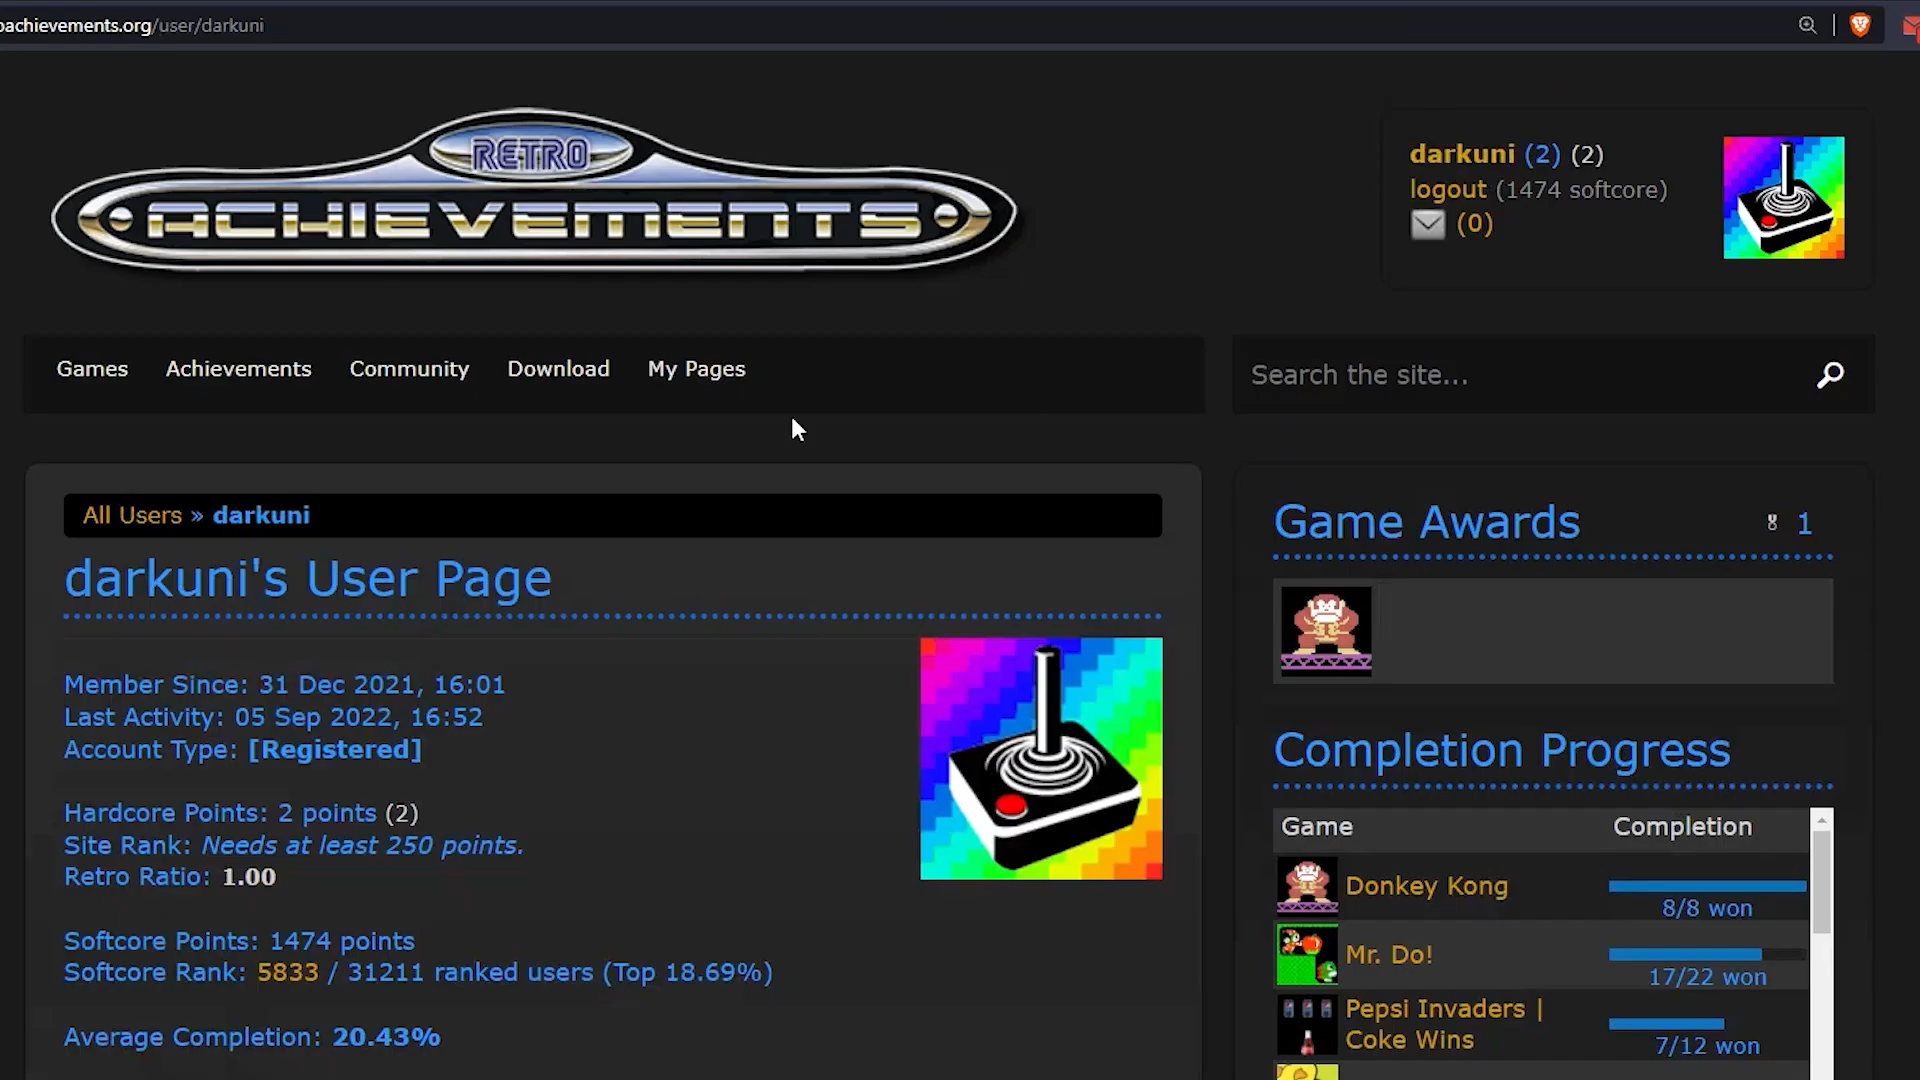 oachievements.org/user/darkuni
RETRO
ACHIEVEMENTS
darkuni (2) (2)
logout (1474 softcore)
(0)
Games Achievements Community Download My Pages
Search the site...
All Users » darkuni
darkuni's User Page
Member Since: 31 Dec 2021, 16:01
Last Activity: 05 Sep 2022, 16:52
Account Type: [Registered]
Hardcore Points: 2 points (2)
Site Rank: Needs at least 250 points.
Retro Ratio: 1.00
Softcore Points: 1474 points
Softcore Rank: 5833 / 31211 ranked users (Top 18.69%)
Average Completion: 20.43%
Game Awards 1
Completion Progress
Game Completion
Donkey Kong
8/8 won
Mr. Do!
17/22 won
Pepsi Invaders |
Coke Wins
7/12 won